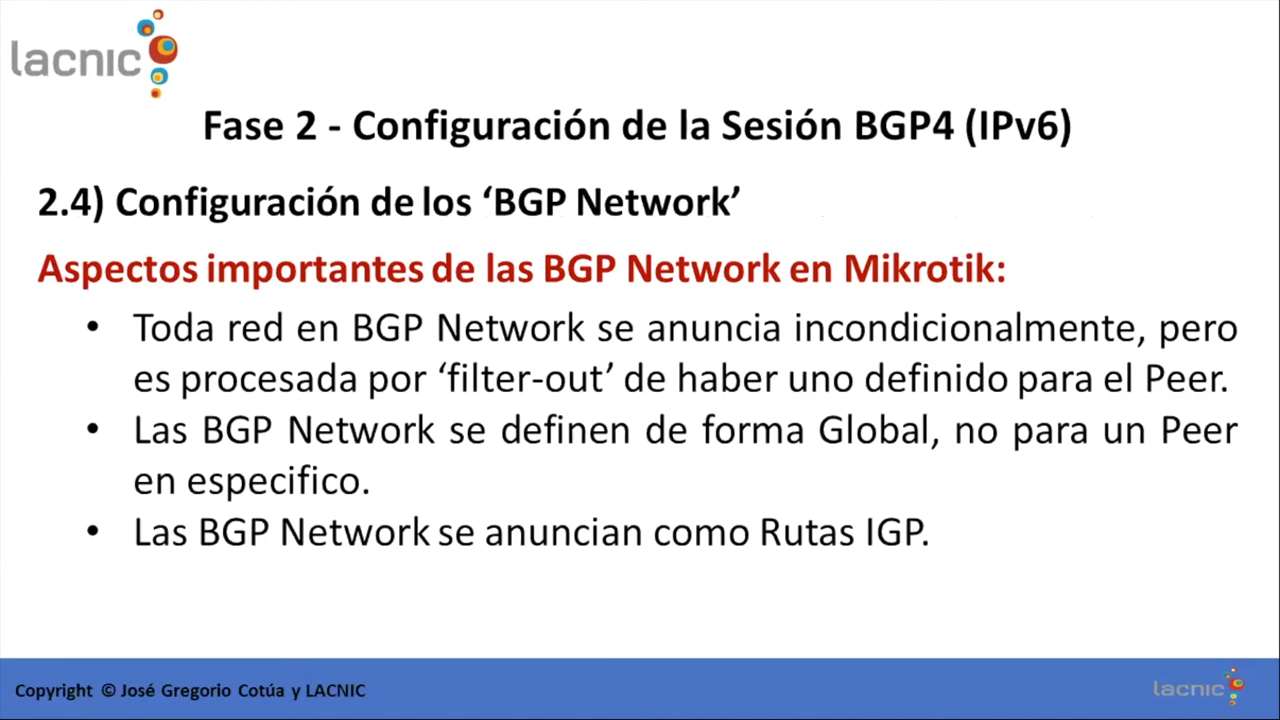 lacnic
Fase 2 - Configuración de la Sesión BGP4 (IPv6)
2.4) Configuración de los ‘BGP Network’
Aspectos importantes de las BGP Network en Mikrotik:
• Toda red en BGP Network se anuncia incondicionalmente, pero
es procesada por ‘filter-out’ de haber uno definido para el Peer.
• Las BGP Network se definen de forma Global, no para un Peer
en especifico.
• Las BGP Network se anuncian como Rutas IGP.
Copyright © José Gregorio Cotúa y LACNIC
lacnic